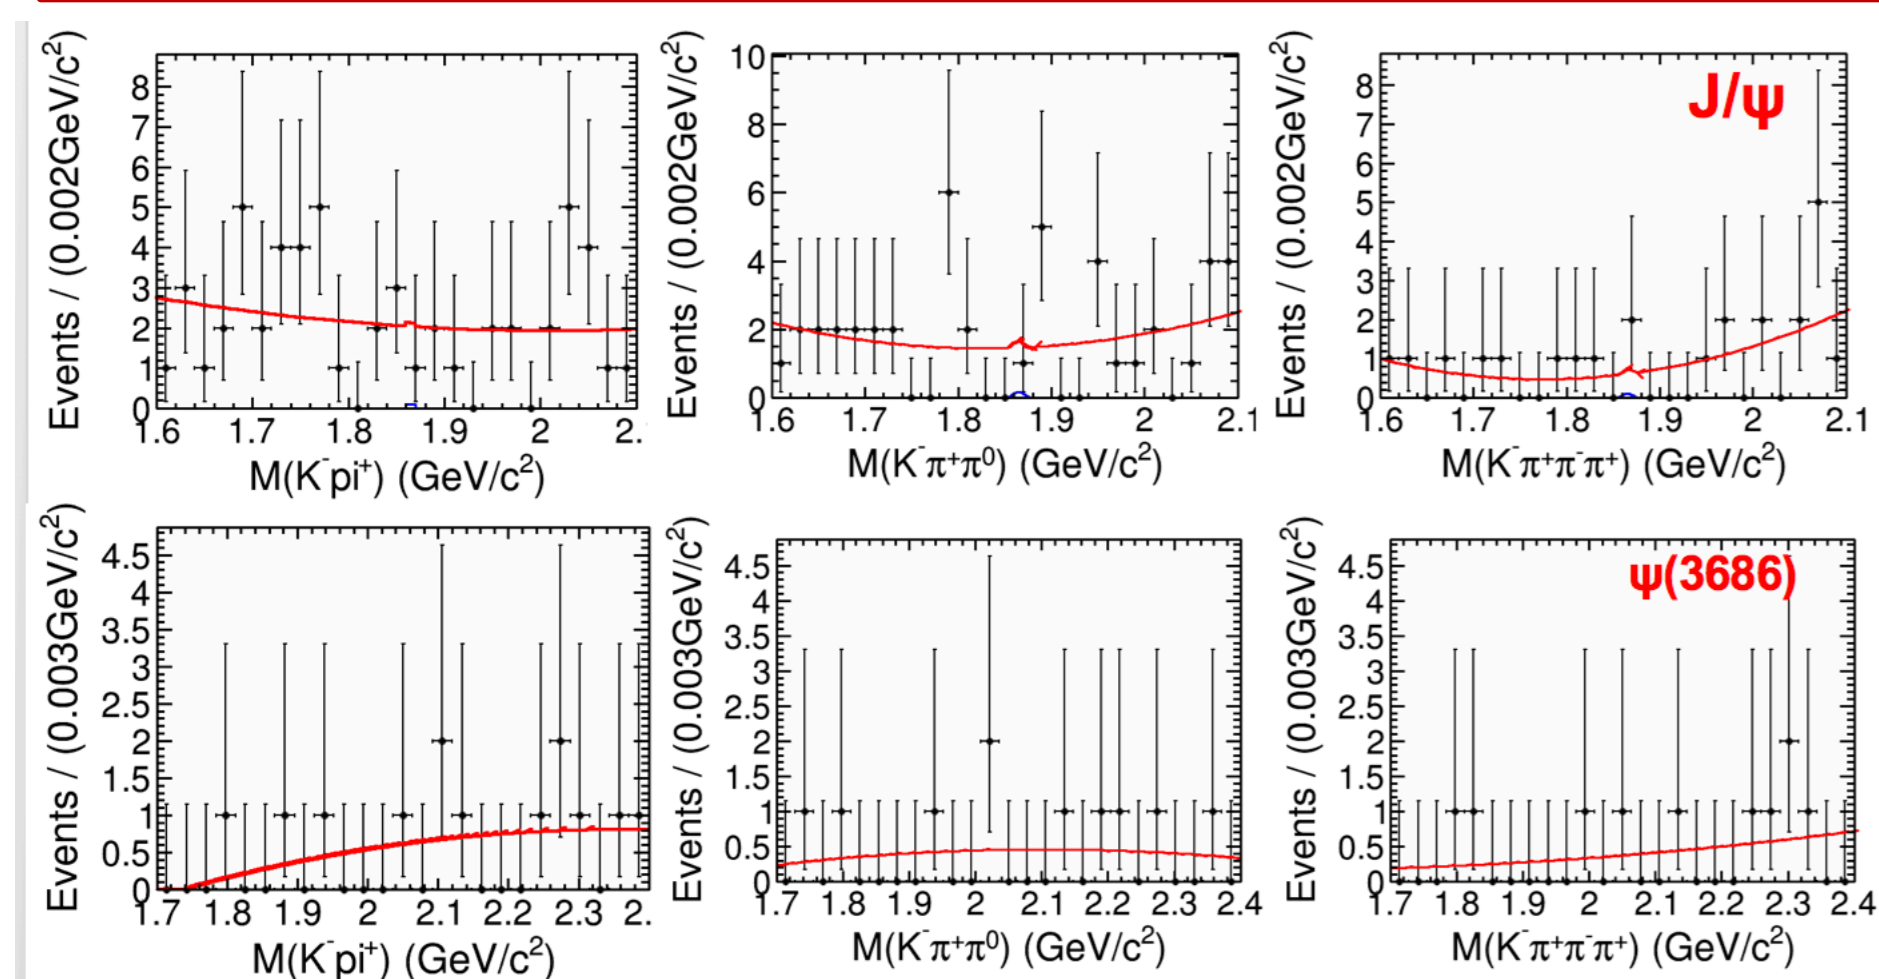 Events / (0.002GeV/c²)
8
7
6
5
4
3
2
1
0
1.6 1.7 1.8 1.9 2 2.
M(K⁻pi⁺) (GeV/c²)
Events / (0.002GeV/c²)
10
8
6
4
2
0
1.6 1.7 1.8 1.9 2 2.1
M(K⁻π⁺π⁰) (GeV/c²)
Events / (0.002GeV/c²)
J/ψ
8
7
6
5
4
3
2
1
0
1.6 1.7 1.8 1.9 2 2.1
M(K⁻π⁺π⁻π⁺) (GeV/c²)
Events / (0.003GeV/c²)
4.5
4
3.5
3
2.5
2
1.5
1
0.5
0
1.7 1.8 1.9 2 2.1 2.2 2.3 2.
M(K⁻pi⁺) (GeV/c²)
Events / (0.003GeV/c²)
4.5
4
3.5
3
2.5
2
1.5
1
0.5
0
1.7 1.8 1.9 2 2.1 2.2 2.3 2.4
M(K⁻π⁺π⁰) (GeV/c²)
Events / (0.003GeV/c²)
ψ(3686)
4.5
4
3.5
3
2.5
2
1.5
1
0.5
0
1.7 1.8 1.9 2 2.1 2.2 2.3 2.4
M(K⁻π⁺π⁻π⁺) (GeV/c²)